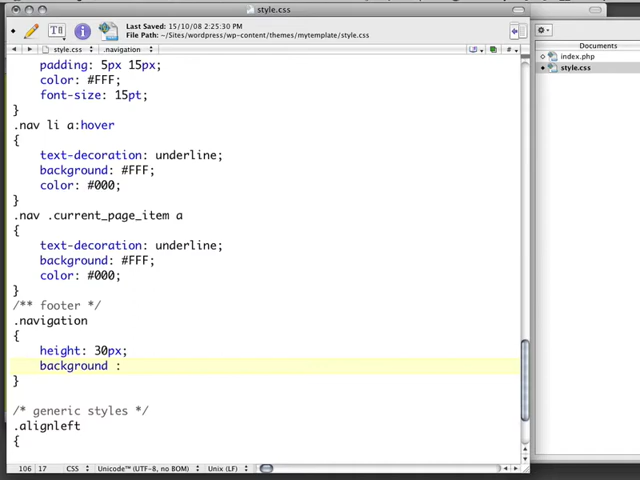 style.css
Last Saved: 15/10/08 2:25:30 PM
File Path: ~/Sites/wordpress/wp-content/themes/mytemplate/style.css
style.css
.navigation
#
Documents
index.php
style.css
padding: 5px 15px;
color: #FFF;
font-size: 15pt;
}
.nav li a:hover
{
text-decoration: underline;
background: #FFF;
color: #000;
}
.nav .current_page_item a
{
text-decoration: underline;
background: #FFF;
color: #000;
}
/** footer */
.navigation
{
height: 30px;
background :
}
/* generic styles */
.alignleft
{
106 17 CSS Unicode™ (UTF-8, no BOM) Unix (LF)